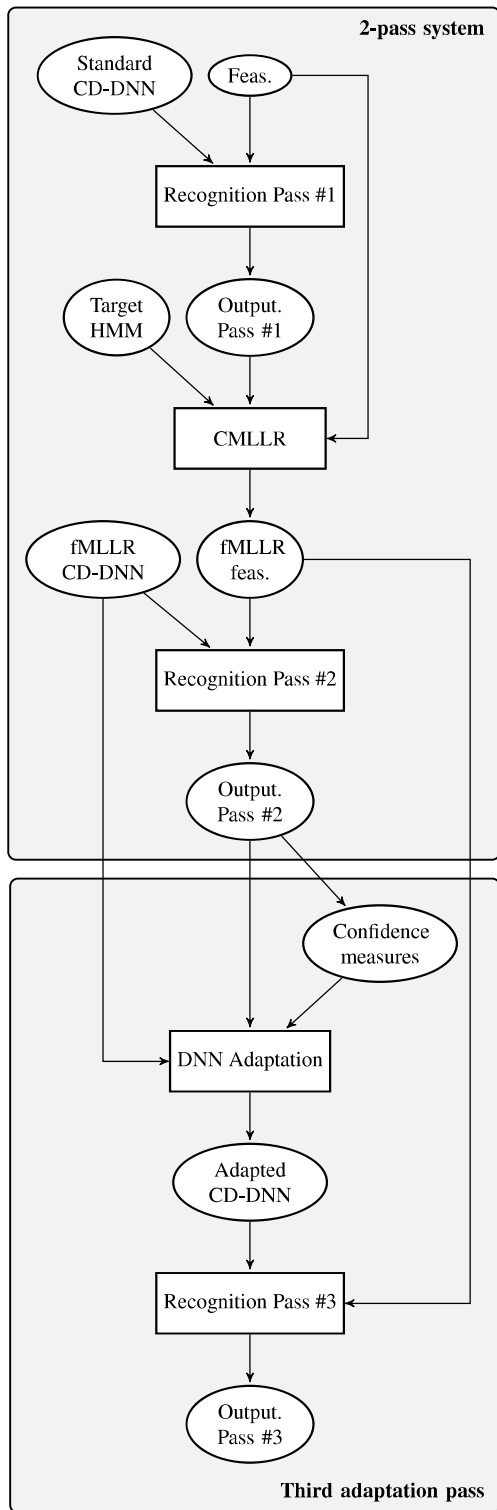 2-pass system
Standard
CD-DNN
Feas.
Recognition Pass #1
Target
HMM
Output.
Pass #1
CMLLR
fMLLR
CD-DNN
fMLLR
feas.
Recognition Pass #2
Output.
Pass #2
Confidence
measures
DNN Adaptation
Adapted
CD-DNN
Recognition Pass #3
Output.
Pass #3
Third adaptation pass